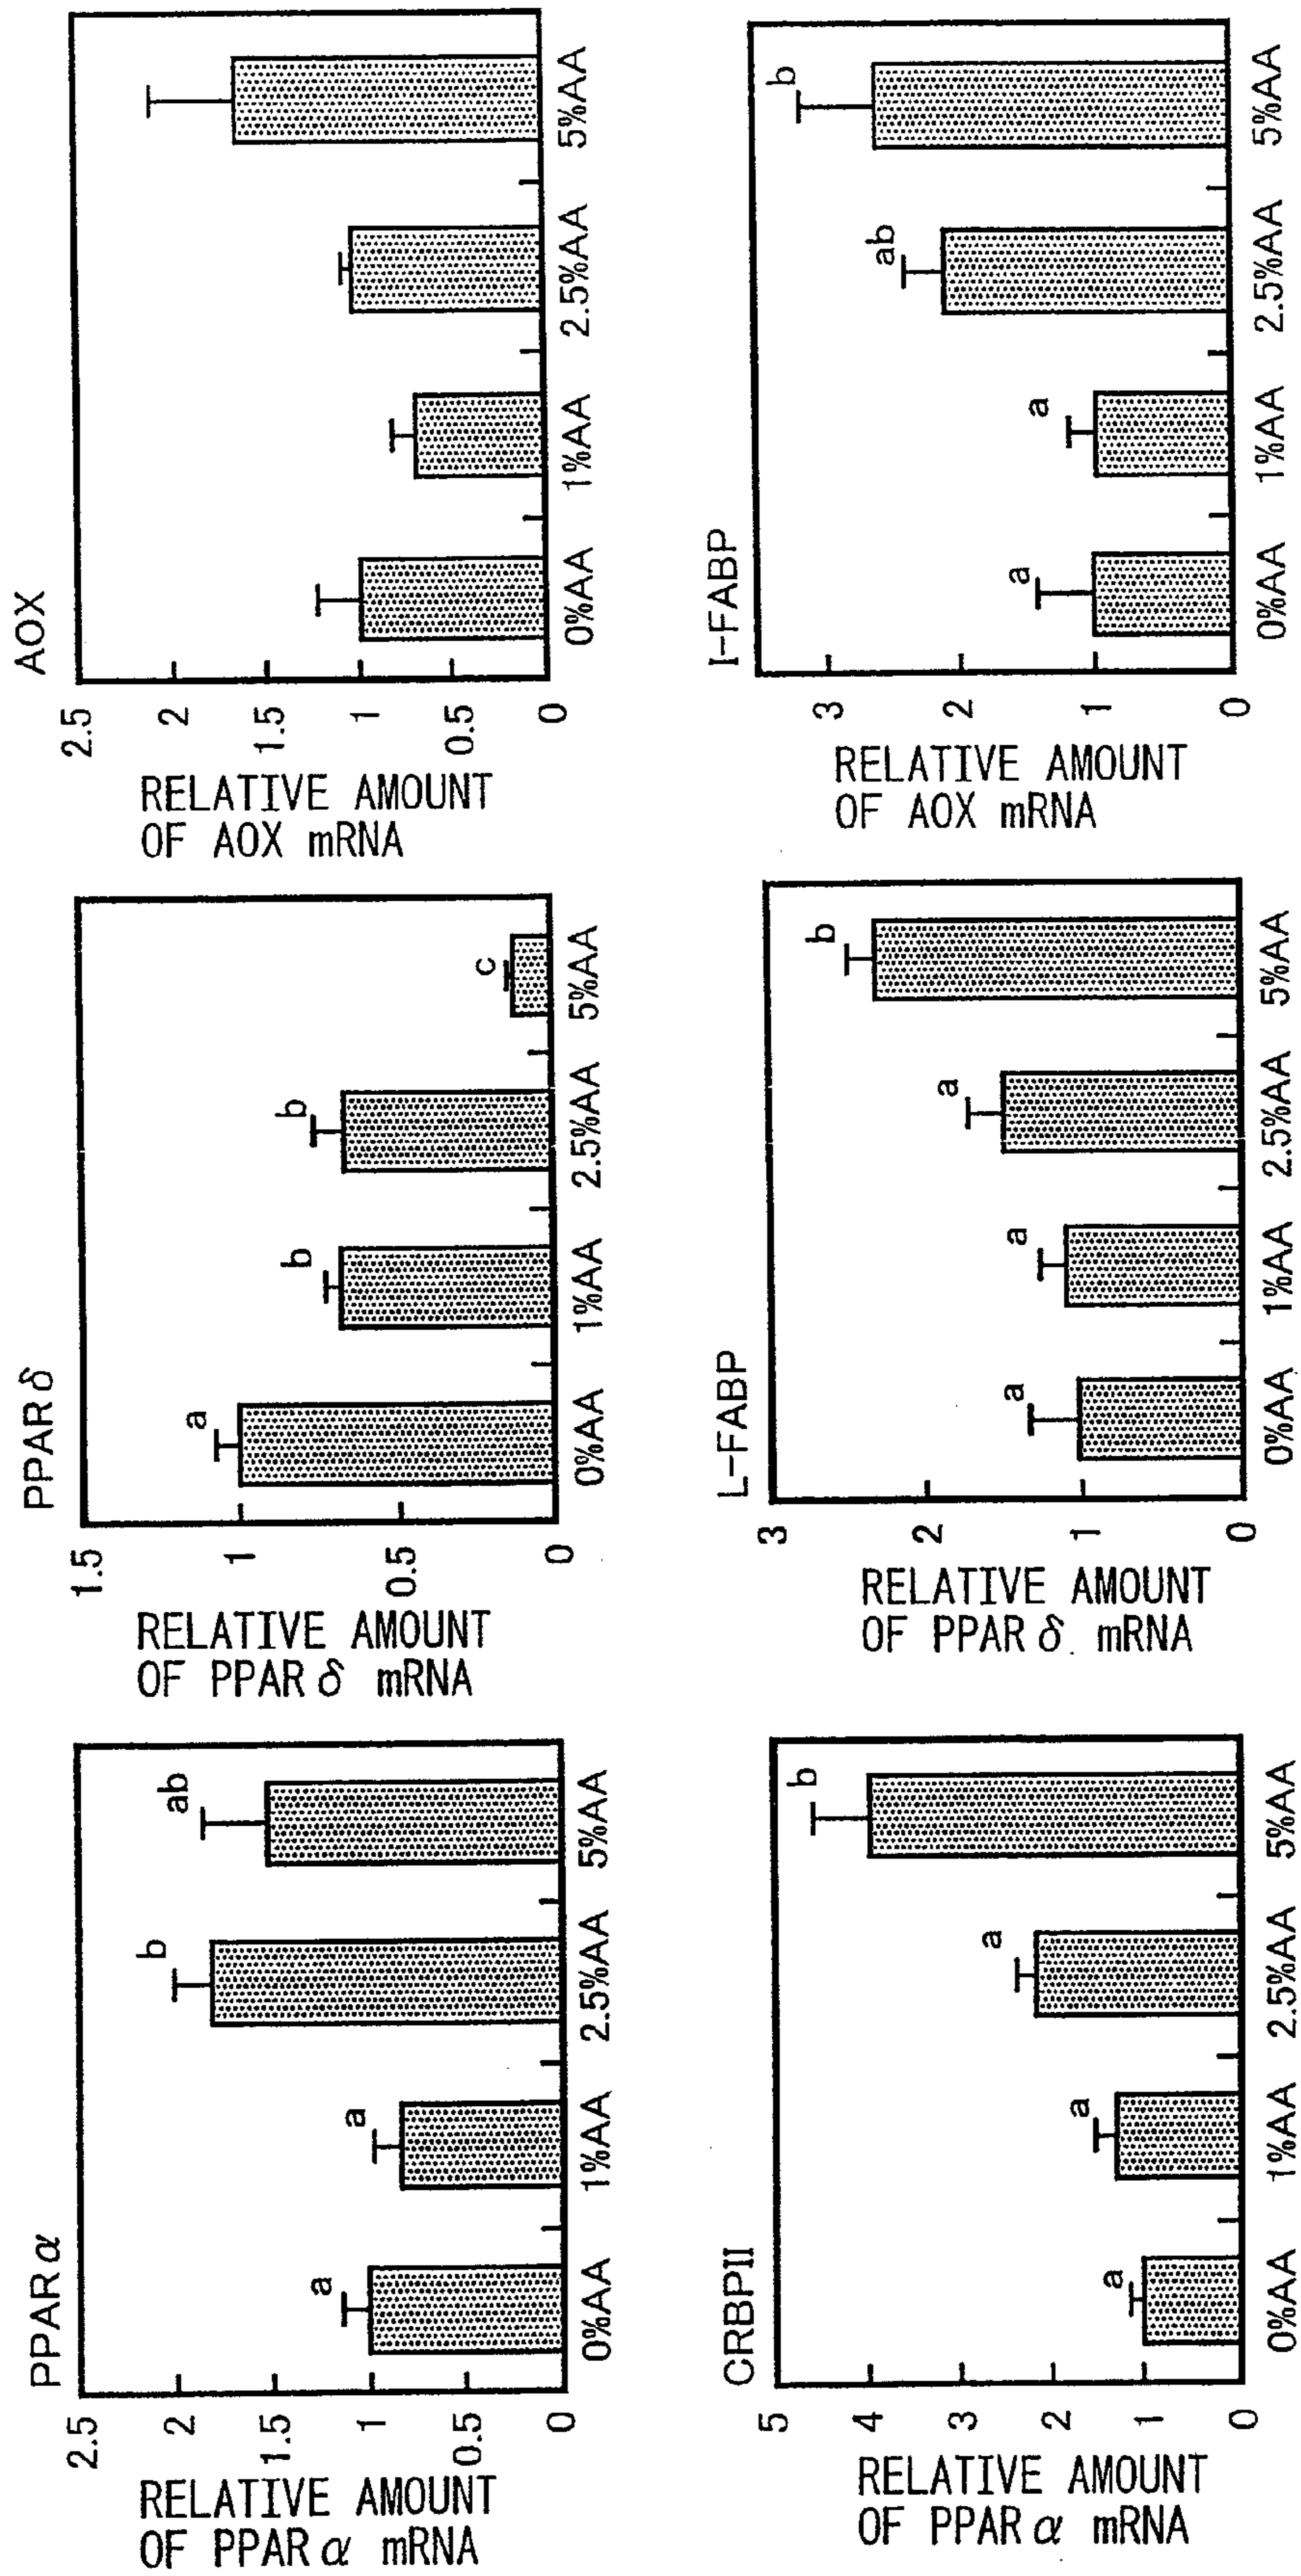 PPARα
RELATIVE AMOUNT
OF PPARα mRNA
2.5
2
1.5
1
0.5
0
a
a
b
ab
0%AA
1%AA
2.5%AA
5%AA
PPARδ
RELATIVE AMOUNT
OF PPARδ mRNA
1.5
1
0.5
0
a
b
b
c
0%AA
1%AA
2.5%AA
5%AA
AOX
RELATIVE AMOUNT
OF AOX mRNA
2.5
2
1.5
1
0.5
0
0%AA
1%AA
2.5%AA
5%AA
CRBPII
RELATIVE AMOUNT
OF PPARα mRNA
5
4
3
2
1
0
a
a
a
b
0%AA
1%AA
2.5%AA
5%AA
L-FABP
RELATIVE AMOUNT
OF PPARδ mRNA
3
2
1
0
a
a
a
b
0%AA
1%AA
2.5%AA
5%AA
I-FABP
RELATIVE AMOUNT
OF AOX mRNA
3
2
1
0
a
a
ab
b
0%AA
1%AA
2.5%AA
5%AA